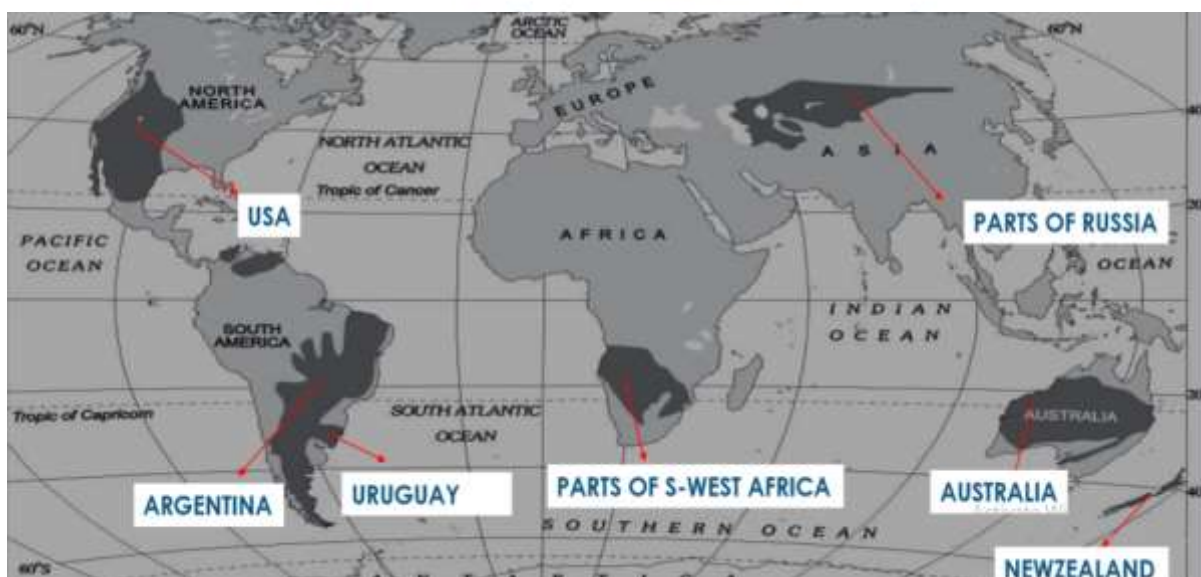 60°N
ARCTIC
OCEAN
60°N
NORTH
AMERICA
EUROPE
ASIA
NORTH ATLANTIC
OCEAN
Tropic of Cancer
USA
PARTS OF RUSSIA
PACIFIC
OCEAN
AFRICA
OCEAN
INDIAN
OCEAN
SOUTH
AMERICA
Tropic of Capricorn
SOUTH ATLANTIC
OCEAN
AUSTRALIA
ARGENTINA
URUGUAY
PARTS OF S-WEST AFRICA
AUSTRALIA
SOUTHERN OCEAN
60°S
NEWZEALAND